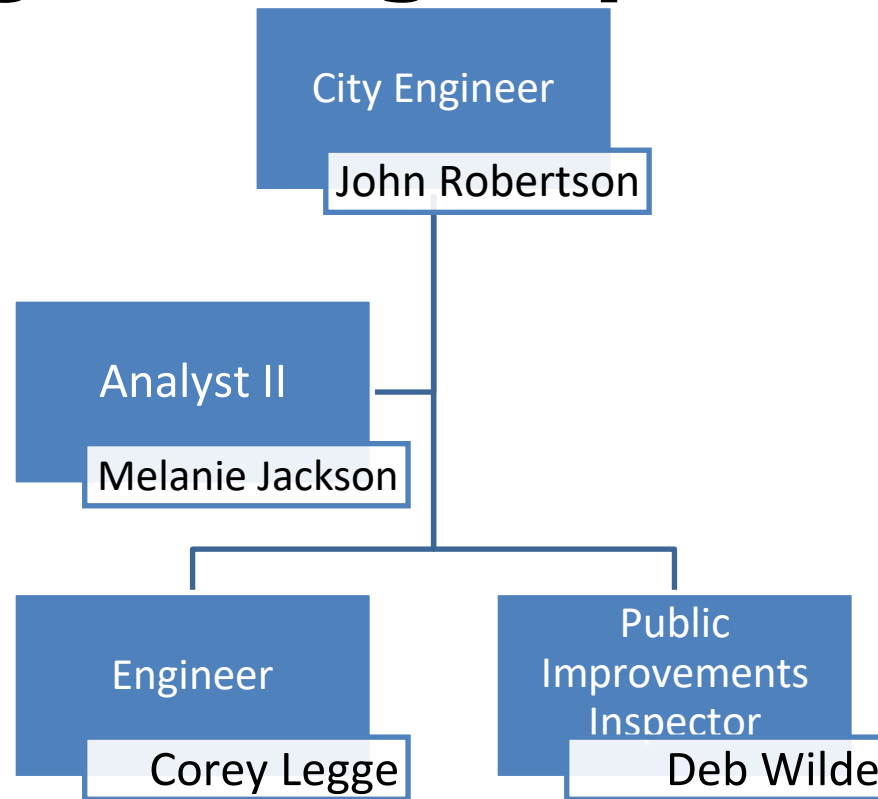 City Engineer
John Robertson
Analyst II
Melanie Jackson
Engineer
Corey Legge
Public
Improvements
Inspector
Deb Wilde